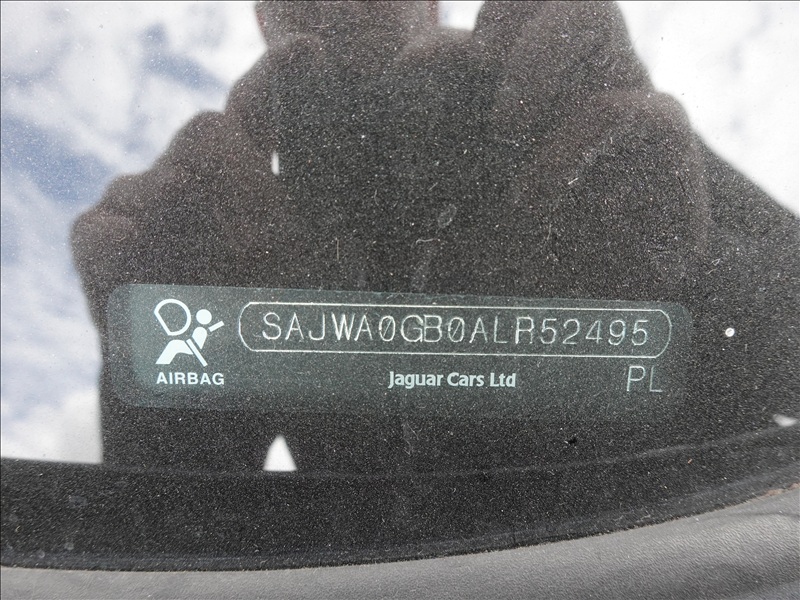 SAJWA0GB0ALR52495
AIRBAG
Jaguar Cars Ltd
PL